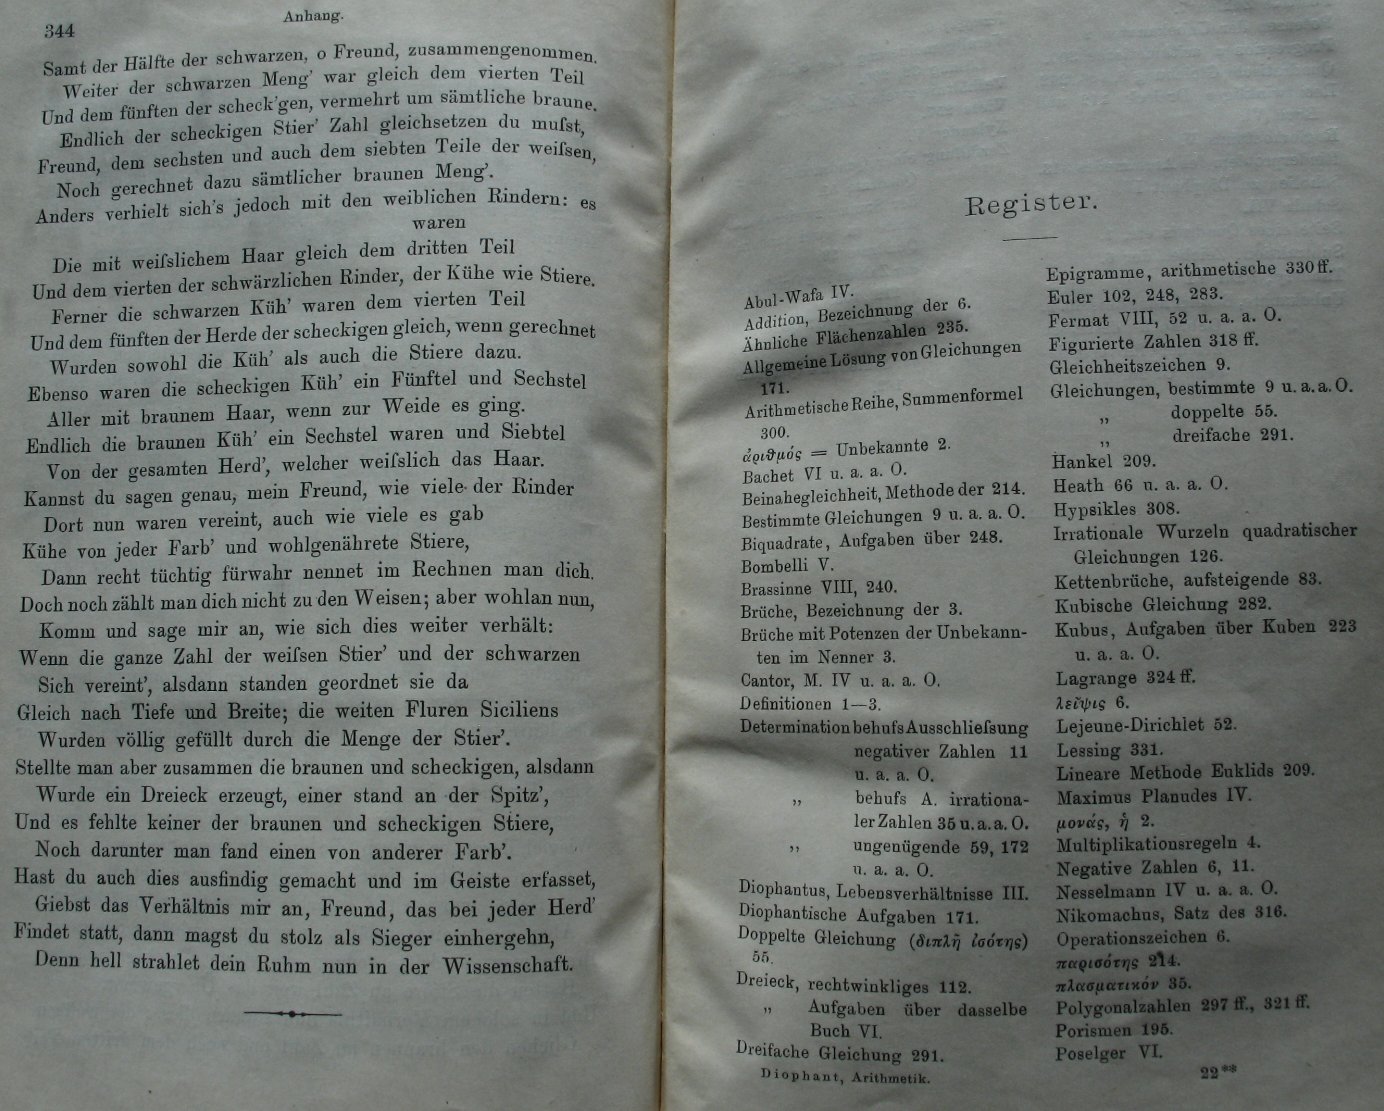 344
Anhang.
Samt der Hälfte der schwarzen, o Freund, zusammengenommen.
Weiter der schwarzen Meng' war gleich dem vierten Teil
Und dem fünften der scheck'gen, vermehrt um sämtliche braune.
Endlich der scheckigen Stier' Zahl gleichsetzen du muſst,
Freund, dem sechsten und auch dem siebten Teile der weiſsen,
Noch gerechnet dazu sämtlicher braunen Meng'.
Anders verhielt sich's jedoch mit den weiblichen Rindern: es
waren
Die mit weiſslichem Haar gleich dem dritten Teil
Und dem vierten der schwärzlichen Rinder, der Kühe wie Stiere.
Ferner die schwarzen Küh' waren dem vierten Teil
Und dem fünften der Herde der scheckigen gleich, wenn gerechnet
Wurden sowohl die Küh' als auch die Stiere dazu.
Ebenso waren die scheckigen Küh' ein Fünftel und Sechstel
Aller mit braunem Haar, wenn zur Weide es ging.
Endlich die braunen Küh' ein Sechstel waren und Siebtel
Von der gesamten Herd', welcher weiſslich das Haar.
Kannst du sagen genau, mein Freund, wie viele der Rinder
Dort nun waren vereint, auch wie viele es gab
Kühe von jeder Farb' und wohlgenährete Stiere,
Dann recht tüchtig fürwahr nennet im Rechnen man dich.
Doch noch zählt man dich nicht zu den Weisen; aber wohlan nun,
Komm und sage mir an, wie sich dies weiter verhält:
Wenn die ganze Zahl der weiſsen Stier' und der schwarzen
Sich vereint', alsdann standen geordnet sie da
Gleich nach Tiefe und Breite; die weiten Fluren Siciliens
Wurden völlig gefüllt durch die Menge der Stier'.
Stellte man aber zusammen die braunen und scheckigen, alsdann
Wurde ein Dreieck erzeugt, einer stand an der Spitz',
Und es fehlte keiner der braunen und scheckigen Stiere,
Noch darunter man fand einen von anderer Farb'.
Hast du auch dies ausfindig gemacht und im Geiste erfasset,
Giebst das Verhältnis mir an, Freund, das bei jeder Herd'
Findet statt, dann magst du stolz als Sieger einhergehn,
Denn hell strahlet dein Ruhm nun in der Wissenschaft.
Register.
Abul-Wafa IV.
Addition, Bezeichnung der 6.
Ähnliche Flächenzahlen 235.
Allgemeine Lösung von Gleichungen
171.
Arithmetische Reihe, Summenformel
300.
ἀριθμός = Unbekannte 2.
Bachet VI u. a. a. O.
Beinahegleichheit, Methode der 214.
Bestimmte Gleichungen 9 u. a. a. O.
Biquadrate, Aufgaben über 248.
Bombelli V.
Brassinne VIII, 240.
Brüche, Bezeichnung der 3.
Brüche mit Potenzen der Unbekann-
ten im Nenner 3.
Cantor, M. IV u. a. a. O.
Definitionen 1—3.
Determination behufs Ausschlieſsung
negativer Zahlen 11
u. a. a. O.
„ behufs A. irrationa-
ler Zahlen 35 u. a. a. O.
„ ungenügende 59, 172
u. a. a. O.
Diophantus, Lebensverhältnisse III.
Diophantische Aufgaben 171.
Doppelte Gleichung (διπλῆ ἰσότης)
55.
Dreieck, rechtwinkliges 112.
„ Aufgaben über dasselbe
Buch VI.
Dreifache Gleichung 291.
Diophant, Arithmetik.
Epigramme, arithmetische 330 ff.
Euler 102, 248, 283.
Fermat VIII, 52 u. a. a. O.
Figurierte Zahlen 318 ff.
Gleichheitszeichen 9.
Gleichungen, bestimmte 9 u. a. a. O.
„ doppelte 55.
„ dreifache 291.
Hankel 209.
Heath 66 u. a. a. O.
Hypsikles 308.
Irrationale Wurzeln quadratischer
Gleichungen 126.
Kettenbrüche, aufsteigende 83.
Kubische Gleichung 282.
Kubus, Aufgaben über Kuben 223
u. a. a. O.
Lagrange 324 ff.
λεῖψις 6.
Lejeune-Dirichlet 52.
Lessing 331.
Lineare Methode Euklids 209.
Maximus Planudes IV.
μονάς, ἡ 2.
Multiplikationsregeln 4.
Negative Zahlen 6, 11.
Nesselmann IV u. a. a. O.
Nikomachus, Satz des 316.
Operationszeichen 6.
παρισότης 214.
πλασματικόν 35.
Polygonalzahlen 297 ff., 321 ff.
Porismen 195.
Poselger VI.
22**